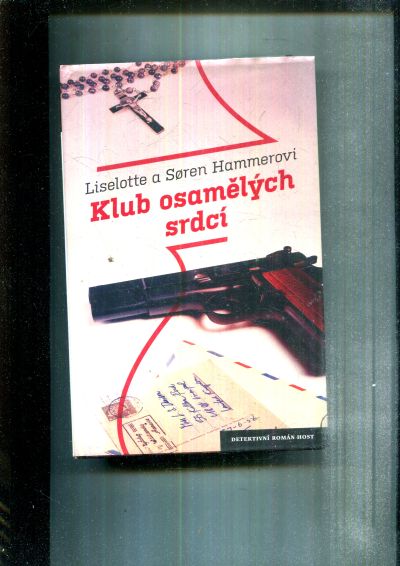 Liselotte a Søren Hammerovi
Klub osamělých
srdcí
DETEKTIVNÍ ROMÁN HOST